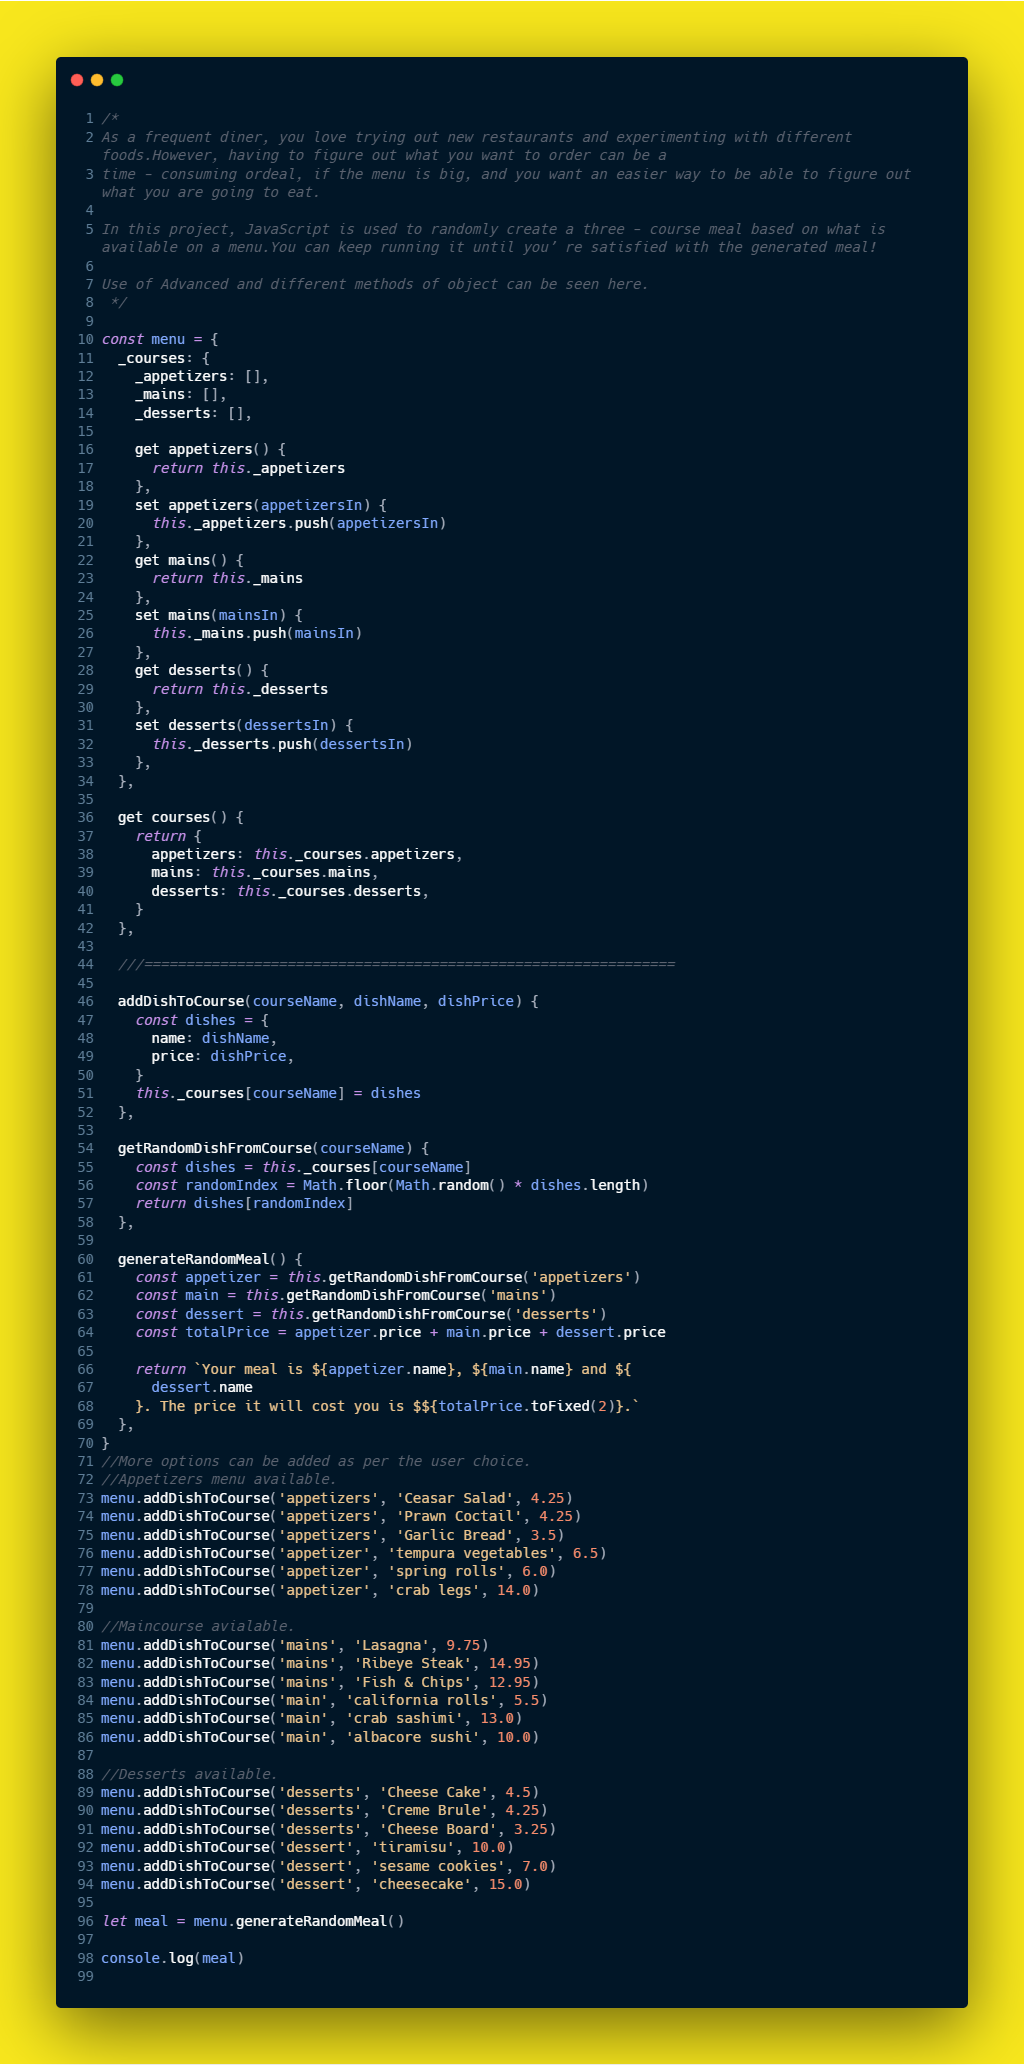 1 /*
2 As a frequent diner, you love trying out new restaurants and experimenting with different
foods.However, having to figure out what you want to order can be a
3 time - consuming ordeal, if the menu is big, and you want an easier way to be able to figure out
what you are going to eat.
4
5 In this project, JavaScript is used to randomly create a three - course meal based on what is
available on a menu.You can keep running it until you’ re satisfied with the generated meal!
6
7 Use of Advanced and different methods of object can be seen here.
8  */
9
10 const menu = {
11   _courses: {
12     _appetizers: [],
13     _mains: [],
14     _desserts: [],
15
16     get appetizers() {
17       return this._appetizers
18     },
19     set appetizers(appetizersIn) {
20       this._appetizers.push(appetizersIn)
21     },
22     get mains() {
23       return this._mains
24     },
25     set mains(mainsIn) {
26       this._mains.push(mainsIn)
27     },
28     get desserts() {
29       return this._desserts
30     },
31     set desserts(dessertsIn) {
32       this._desserts.push(dessertsIn)
33     },
34   },
35
36   get courses() {
37     return {
38       appetizers: this._courses.appetizers,
39       mains: this._courses.mains,
40       desserts: this._courses.desserts,
41     }
42   },
43
44   ///===============================================================
45
46   addDishToCourse(courseName, dishName, dishPrice) {
47     const dishes = {
48       name: dishName,
49       price: dishPrice,
50     }
51     this._courses[courseName] = dishes
52   },
53
54   getRandomDishFromCourse(courseName) {
55     const dishes = this._courses[courseName]
56     const randomIndex = Math.floor(Math.random() * dishes.length)
57     return dishes[randomIndex]
58   },
59
60   generateRandomMeal() {
61     const appetizer = this.getRandomDishFromCourse('appetizers')
62     const main = this.getRandomDishFromCourse('mains')
63     const dessert = this.getRandomDishFromCourse('desserts')
64     const totalPrice = appetizer.price + main.price + dessert.price
65
66     return `Your meal is ${appetizer.name}, ${main.name} and ${
67       dessert.name
68     }. The price it will cost you is $${totalPrice.toFixed(2)}.`
69   },
70 }
71 //More options can be added as per the user choice.
72 //Appetizers menu available.
73 menu.addDishToCourse('appetizers', 'Ceasar Salad', 4.25)
74 menu.addDishToCourse('appetizers', 'Prawn Coctail', 4.25)
75 menu.addDishToCourse('appetizers', 'Garlic Bread', 3.5)
76 menu.addDishToCourse('appetizer', 'tempura vegetables', 6.5)
77 menu.addDishToCourse('appetizer', 'spring rolls', 6.0)
78 menu.addDishToCourse('appetizer', 'crab legs', 14.0)
79
80 //Maincourse avialable.
81 menu.addDishToCourse('mains', 'Lasagna', 9.75)
82 menu.addDishToCourse('mains', 'Ribeye Steak', 14.95)
83 menu.addDishToCourse('mains', 'Fish & Chips', 12.95)
84 menu.addDishToCourse('main', 'california rolls', 5.5)
85 menu.addDishToCourse('main', 'crab sashimi', 13.0)
86 menu.addDishToCourse('main', 'albacore sushi', 10.0)
87
88 //Desserts available.
89 menu.addDishToCourse('desserts', 'Cheese Cake', 4.5)
90 menu.addDishToCourse('desserts', 'Creme Brule', 4.25)
91 menu.addDishToCourse('desserts', 'Cheese Board', 3.25)
92 menu.addDishToCourse('dessert', 'tiramisu', 10.0)
93 menu.addDishToCourse('dessert', 'sesame cookies', 7.0)
94 menu.addDishToCourse('dessert', 'cheesecake', 15.0)
95
96 let meal = menu.generateRandomMeal()
97
98 console.log(meal)
99